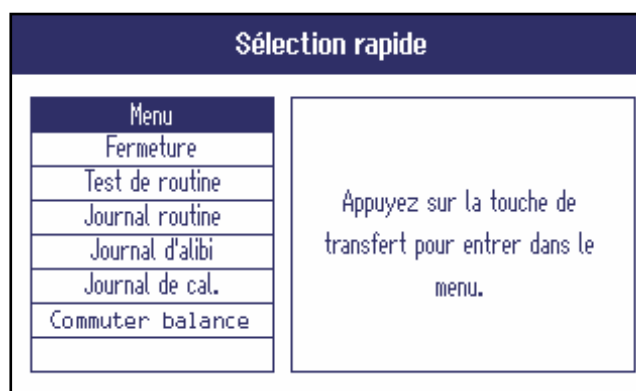 Sélection rapide
Menu
Fermeture
Test de routine
Journal routine
Journal d'alibi
Journal de cal.
Commuter balance
Appuyez sur la touche de
transfert pour entrer dans le
menu.